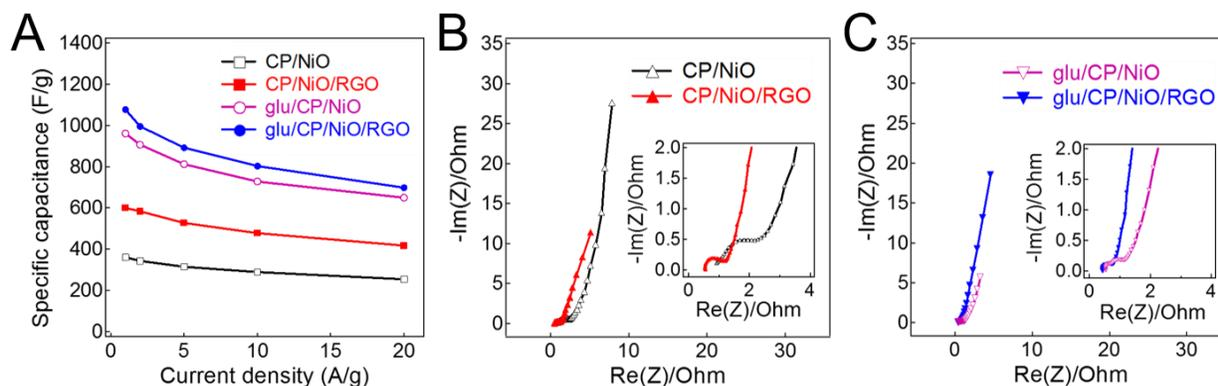 A
1400
1200
1000
800
600
400
200
0
Specific capacitance (F/g)
CP/NiO
CP/NiO/RGO
glu/CP/NiO
glu/CP/NiO/RGO
0 5 10 15 20
Current density (A/g)
B
35
30
25
20
15
10
5
0
-Im(Z)/Ohm
CP/NiO
CP/NiO/RGO
2.0
1.5
1.0
0.5
0.0
-Im(Z)/Ohm
0 2 4
Re(Z)/Ohm
0 10 20 30
Re(Z)/Ohm
C
35
30
25
20
15
10
5
0
-Im(Z)/Ohm
glu/CP/NiO
glu/CP/NiO/RGO
2.0
1.5
1.0
0.5
0.0
-Im(Z)/Ohm
0 2 4
Re(Z)/Ohm
0 10 20 30
Re(Z)/Ohm